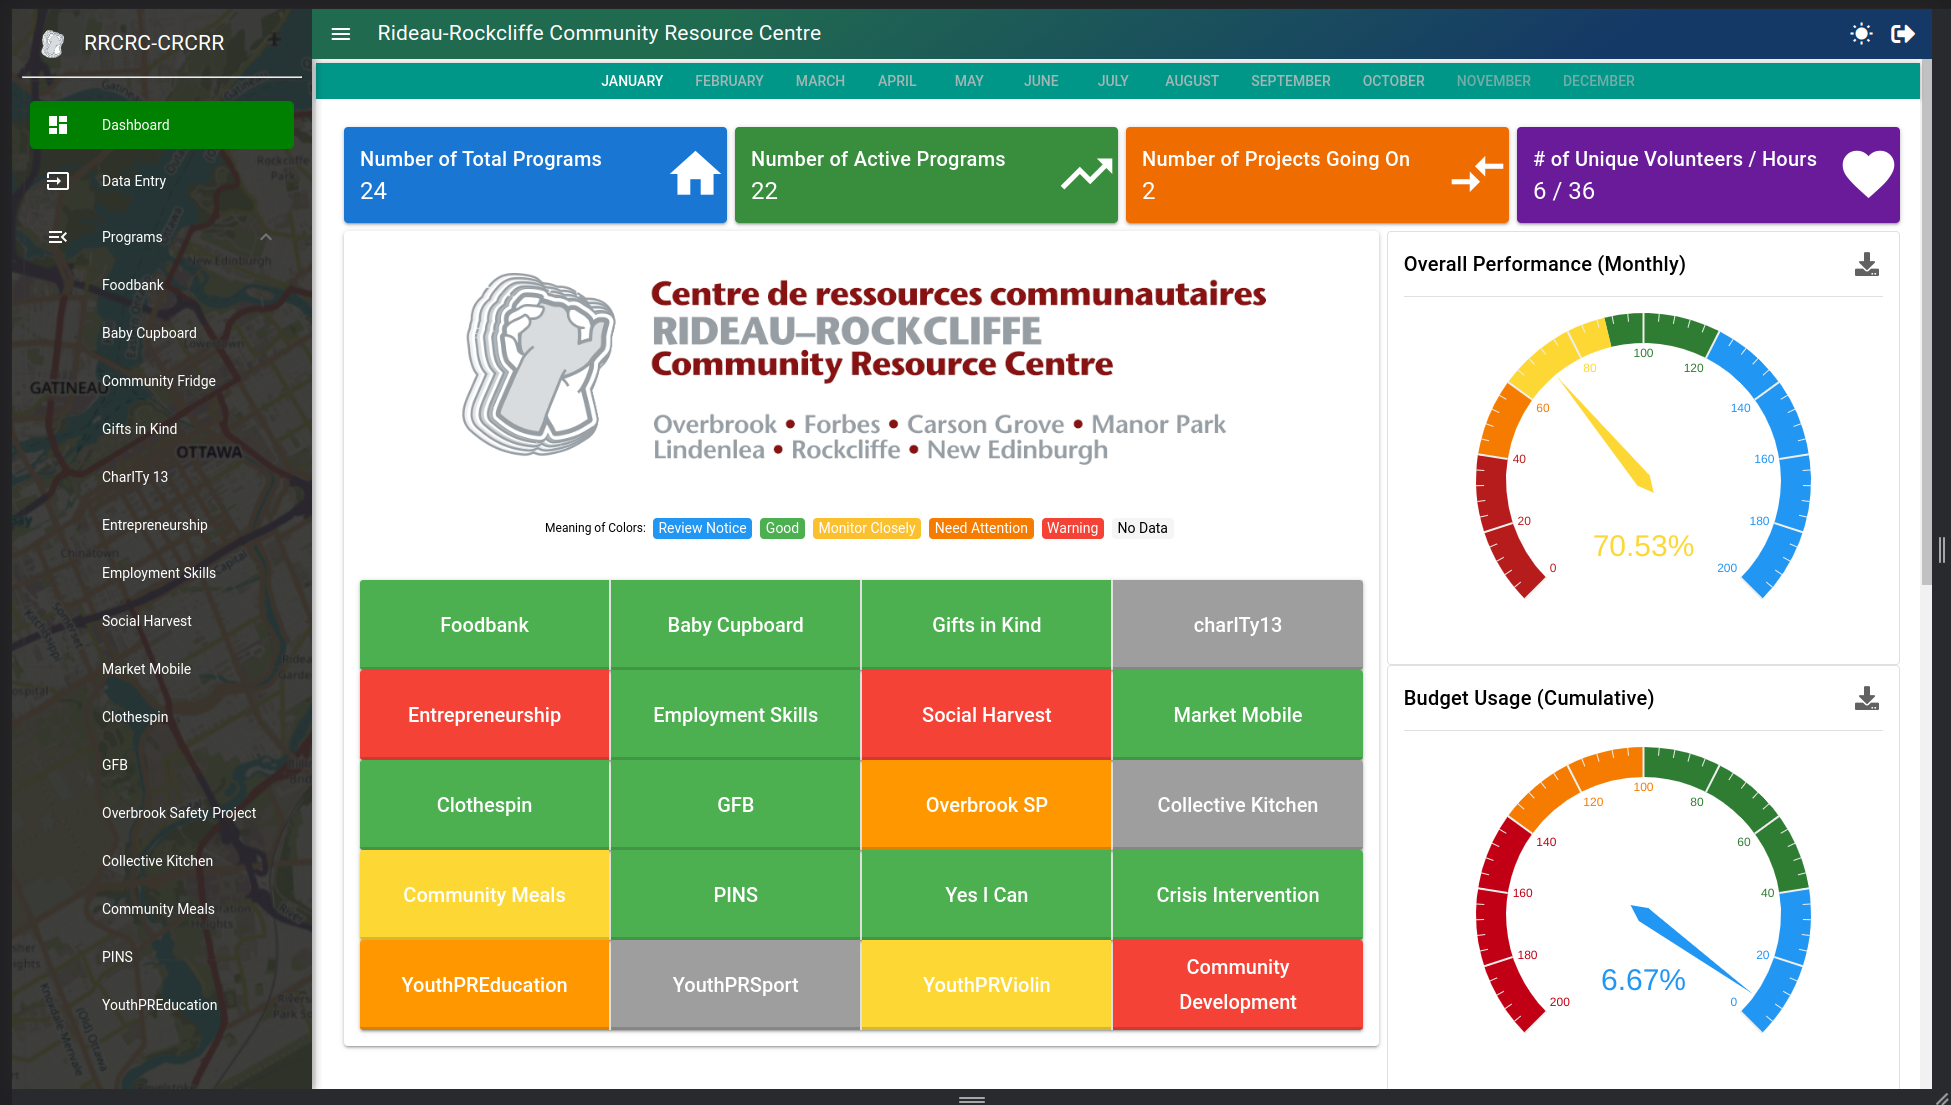 RRCRC-CRCRR
Dashboard
Data Entry
Programs
Foodbank
Baby Cupboard
Community Fridge
Gifts in Kind
CharITy 13
Entrepreneurship
Employment Skills
Social Harvest
Market Mobile
Clothespin
GFB
Overbrook Safety Project
Collective Kitchen
Community Meals
PINS
YouthPREducation
New Edinburgh
GATINEAU
OTTAWA
Chinatown
Rockcliffe
Park
Rideau-Rockcliffe Community Resource Centre
JANUARY FEBRUARY MARCH APRIL MAY JUNE JULY AUGUST SEPTEMBER OCTOBER NOVEMBER DECEMBER
Number of Total Programs
24
Number of Active Programs
22
Number of Projects Going On
2
# of Unique Volunteers / Hours
6 / 36
Centre de ressources communautaires
RIDEAU–ROCKCLIFFE
Community Resource Centre
Overbrook • Forbes • Carson Grove • Manor Park
Lindenlea • Rockcliffe • New Edinburgh
Meaning of Colors: Review Notice Good Monitor Closely Need Attention Warning No Data
Foodbank Baby Cupboard Gifts in Kind charITy13
Entrepreneurship Employment Skills Social Harvest Market Mobile
Clothespin GFB Overbrook SP Collective Kitchen
Community Meals PINS Yes I Can Crisis Intervention
YouthPREducation YouthPRSport YouthPRViolin Community
Development
Overall Performance (Monthly)
0 20 40 60 80 100 120 140 160 180 200
70.53%
Budget Usage (Cumulative)
200 180 160 140 120 100 80 60 40 20 0
6.67%